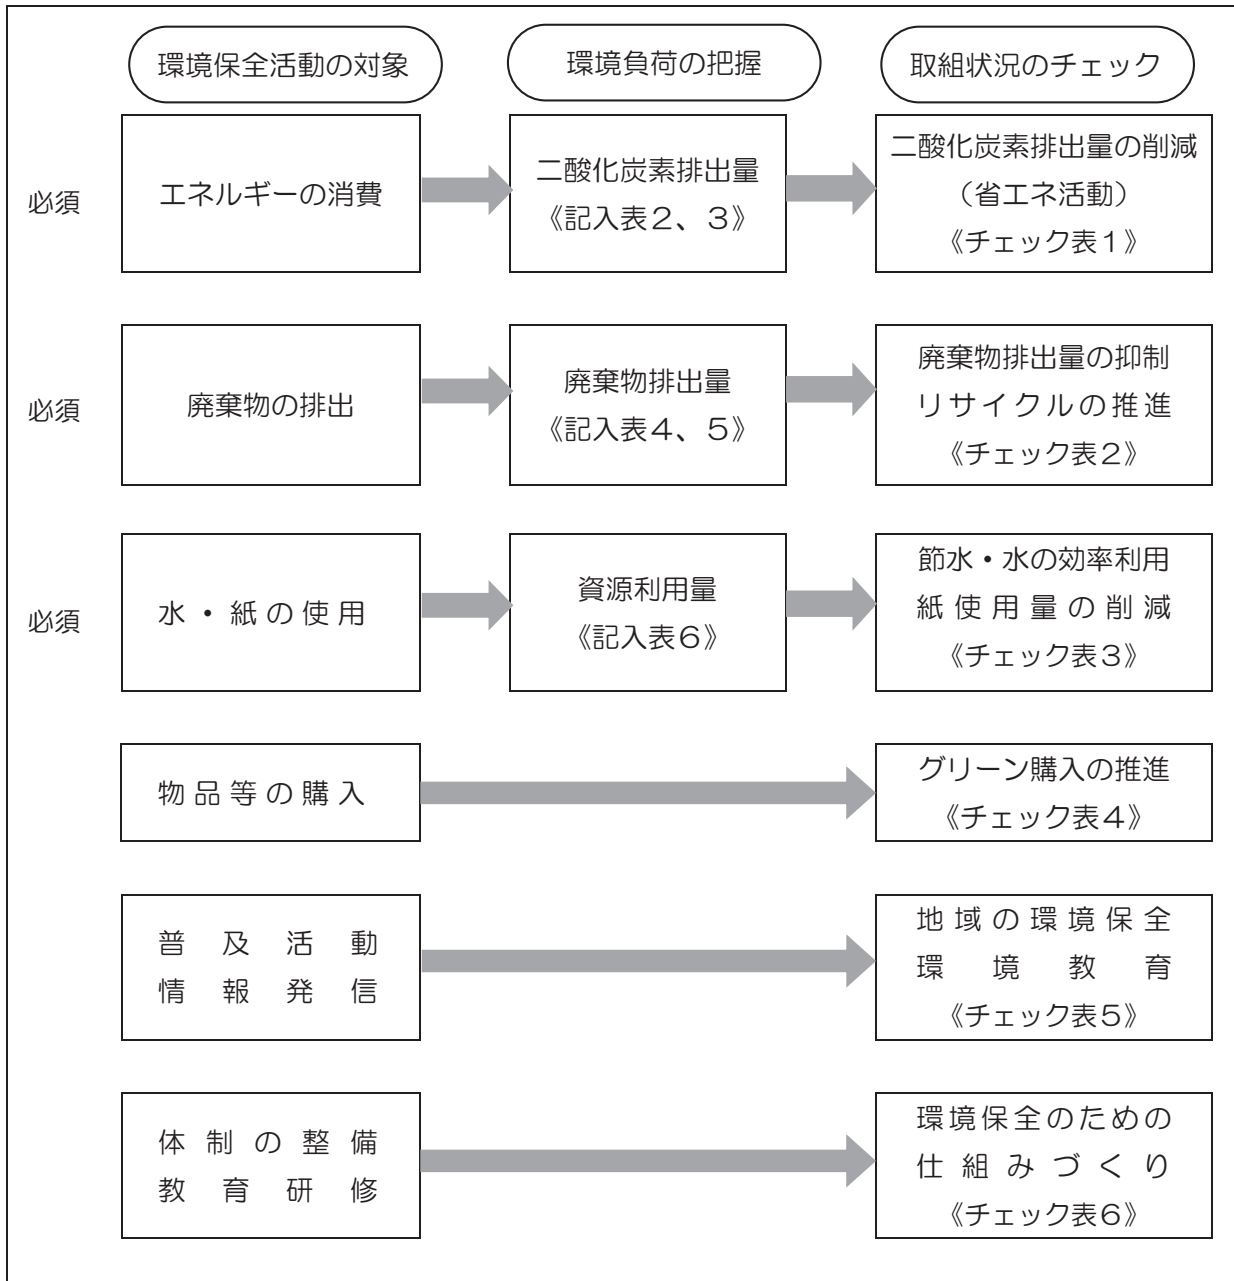 環境保全活動の対象
環境負荷の把握
取組状況のチェック
必須
エネルギーの消費
二酸化炭素排出量
《記入表２、３》
二酸化炭素排出量の削減
（省エネ活動）
《チェック表１》
必須
廃棄物の排出
廃棄物排出量
《記入表４、５》
廃棄物排出量の抑制
リサイクルの推進
《チェック表２》
必須
水・紙の使用
資源利用量
《記入表６》
節水・水の効率利用
紙使用量の削減
《チェック表３》
物品等の購入
グリーン購入の推進
《チェック表４》
普及活動
情報発信
地域の環境保全
環境教育
《チェック表５》
体制の整備
教育研修
環境保全のための
仕組みづくり
《チェック表６》